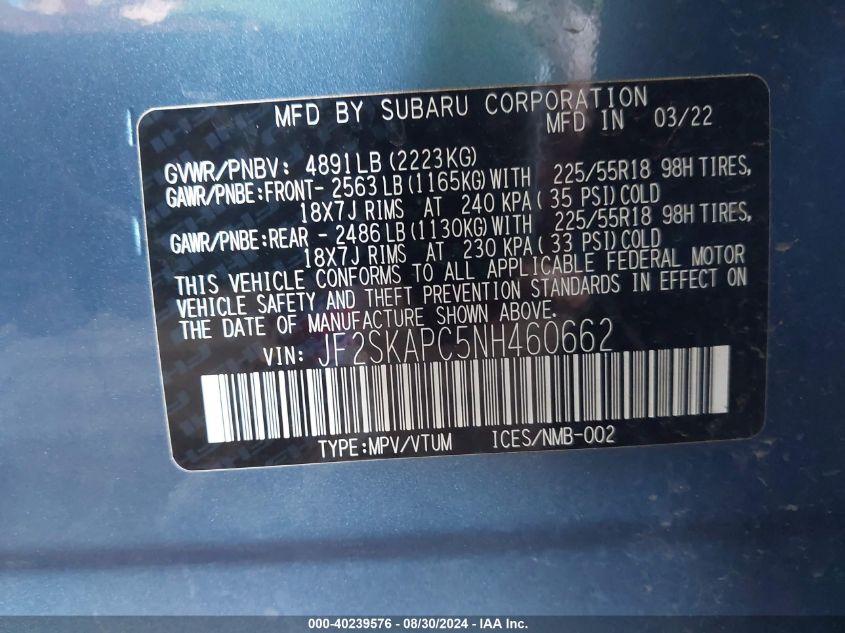 MFD BY SUBARU CORPORATION
MFD IN 03/22
GVWR/PNBV: 4891LB (2223KG)
GAWR/PNBE:FRONT- 2563LB(1165KG)WITH 225/55R18 98H TIRES,
18X7J RIMS AT 240 KPA( 35 PSI)COLD
GAWR/PNBE:REAR - 2486LB(1130KG)WITH 225/55R18 98H TIRES,
18X7J RIMS AT 230 KPA( 33 PSI)COLD
THIS VEHICLE CONFORMS TO ALL APPLICABLE FEDERAL MOTOR
VEHICLE SAFETY AND THEFT PREVENTION STANDARDS IN EFFECT ON
THE DATE OF MANUFACTURE SHOWN ABOVE.
VIN: JF2SKAPC5NH460662
TYPE:MPV/VTUM ICES/NMB-002
000-40239576 - 08/30/2024 - IAA Inc.